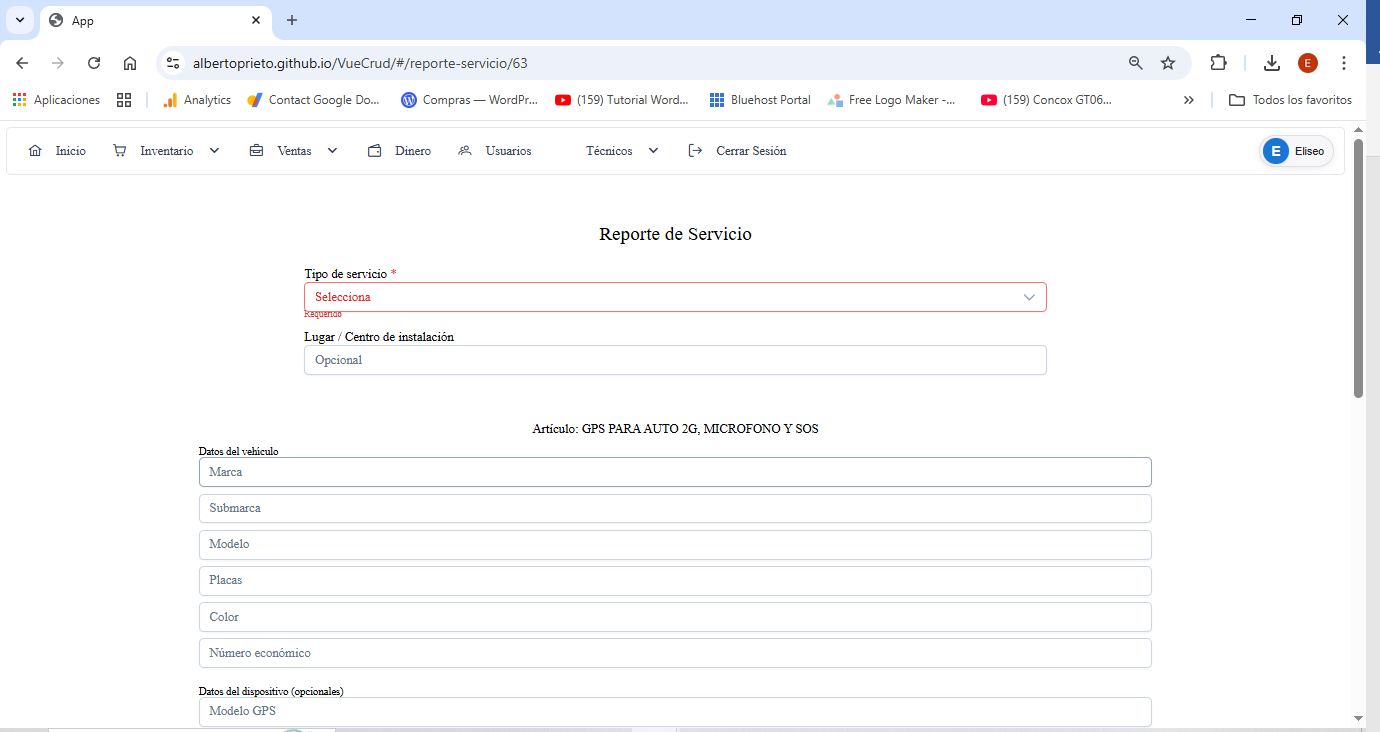 App
albertoprieto.github.io/VueCrud/#/reporte-servicio/63
E
Aplicaciones
Analytics
Contact Google Do...
Compras — WordPr...
(159) Tutorial Word...
Bluehost Portal
Free Logo Maker -...
(159) Concox GT06...
Todos los favoritos
Inicio
Inventario
Ventas
Dinero
Usuarios
Técnicos
Cerrar Sesión
E
Eliseo
Reporte de Servicio
Tipo de servicio *
Selecciona
Requerido
Lugar / Centro de instalación
Opcional
Artículo: GPS PARA AUTO 2G, MICROFONO Y SOS
Datos del vehículo
Marca
Submarca
Modelo
Placas
Color
Número económico
Datos del dispositivo (opcionales)
Modelo GPS